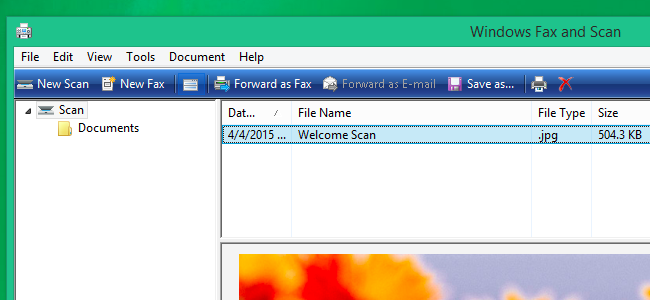 Windows Fax and Scan
File Edit View Tools Document Help
New Scan New Fax Forward as Fax Forward as E-mail Save as...
Scan
Documents
Dat... File Name File Type Size
4/4/2015 ... Welcome Scan .jpg 504.3 KB